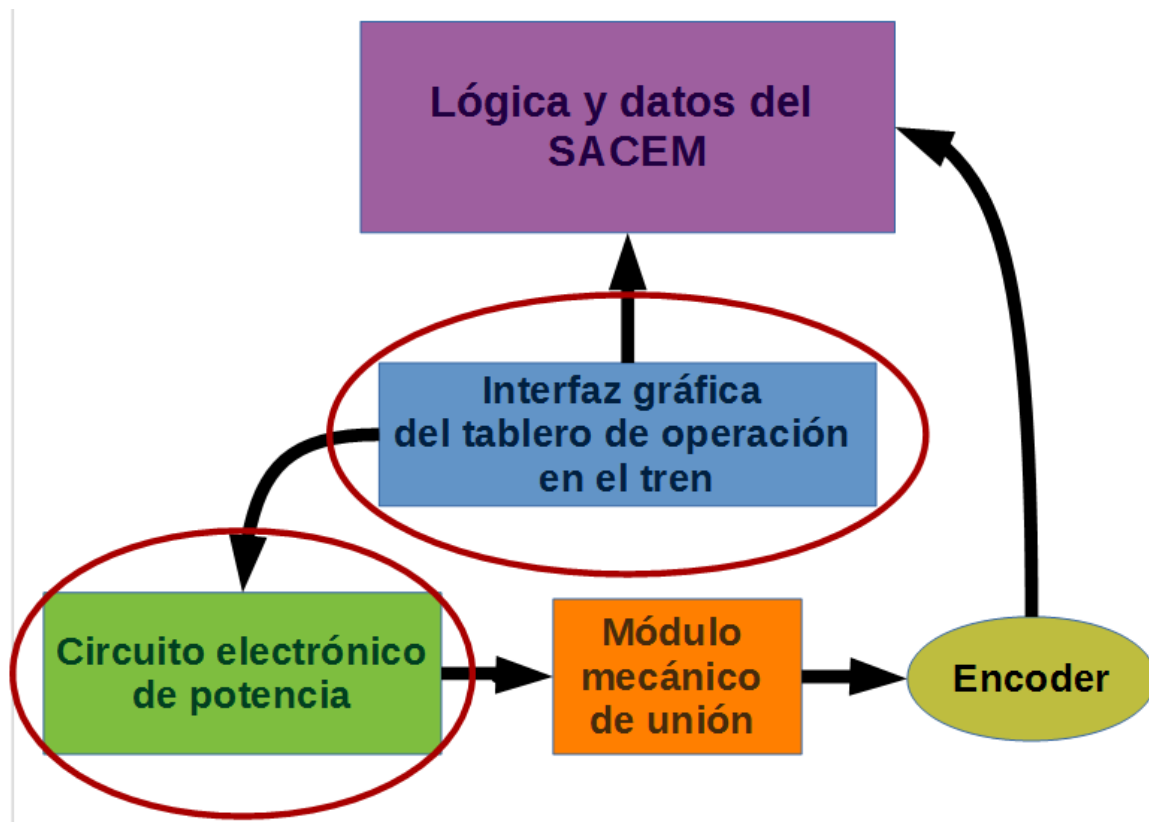 Lógica y datos del
SACEM
Interfaz gráfica
del tablero de operación
en el tren
Circuito electrónico
de potencia
Módulo
mecánico
de unión
Encoder